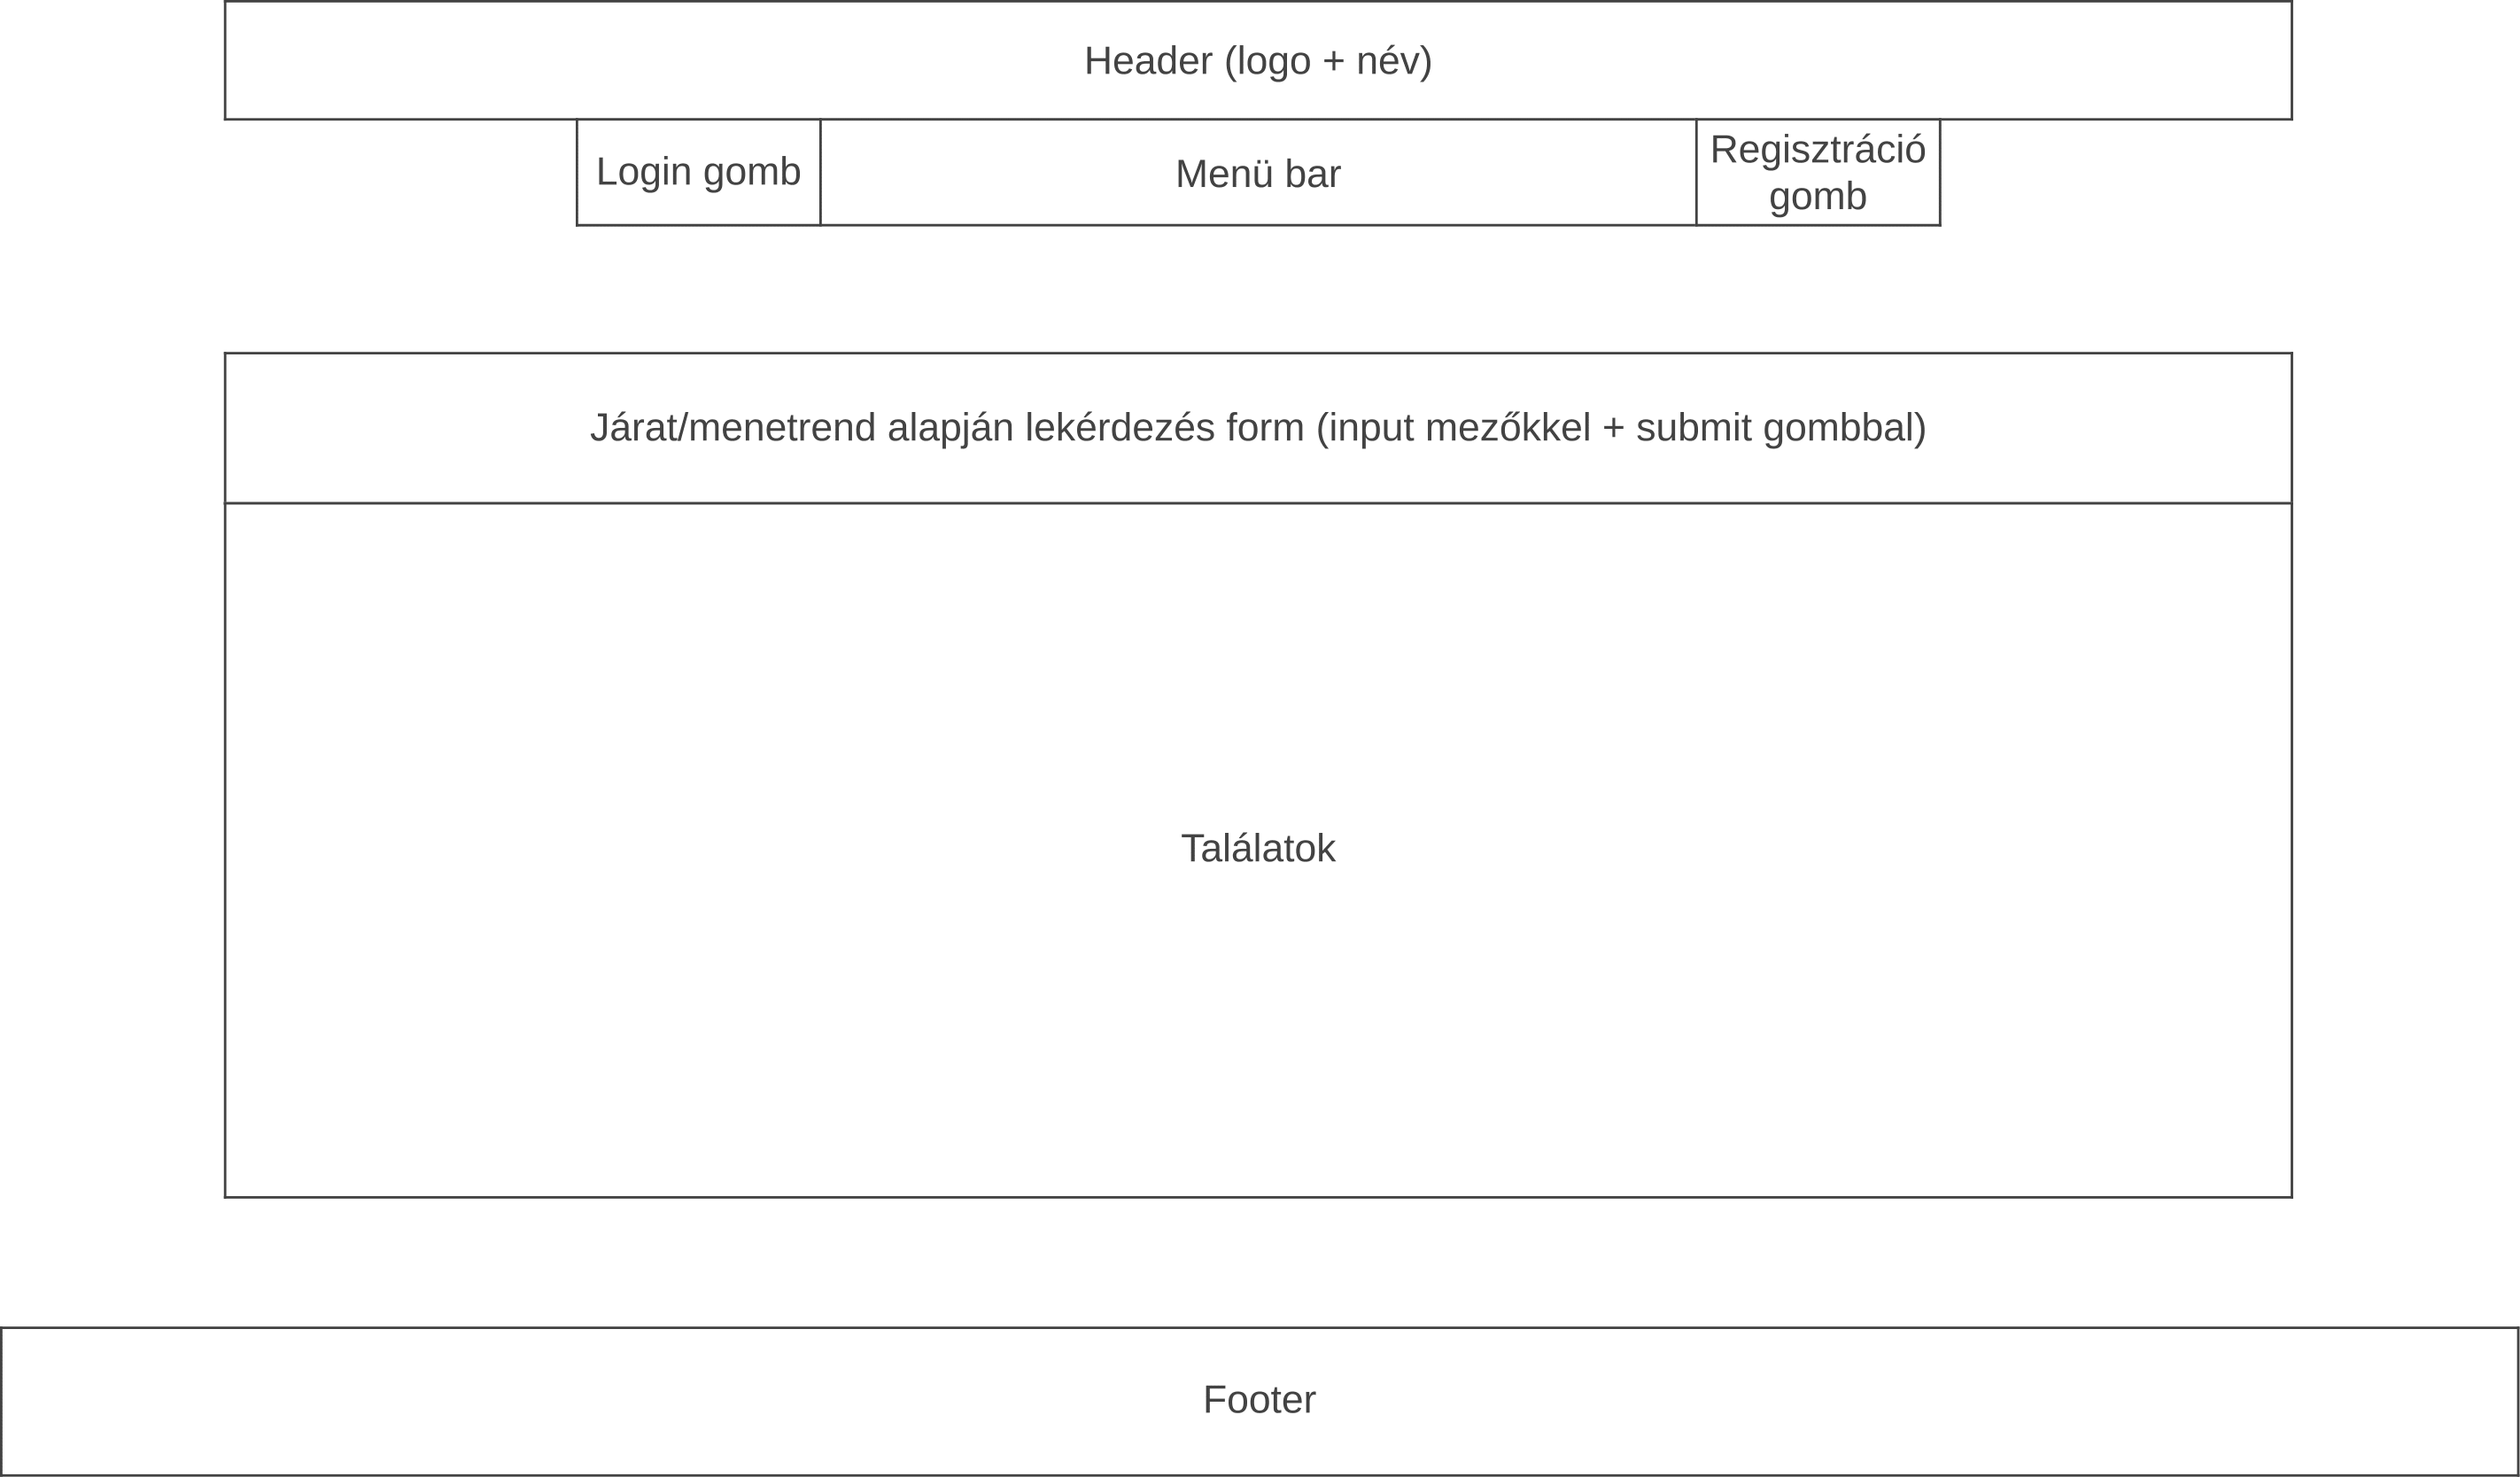 Header (logo + név)
Login gomb
Menü bar
Regisztráció
gomb
Járat/menetrend alapján lekérdezés form (input mezőkkel + submit gombbal)
Találatok
Footer